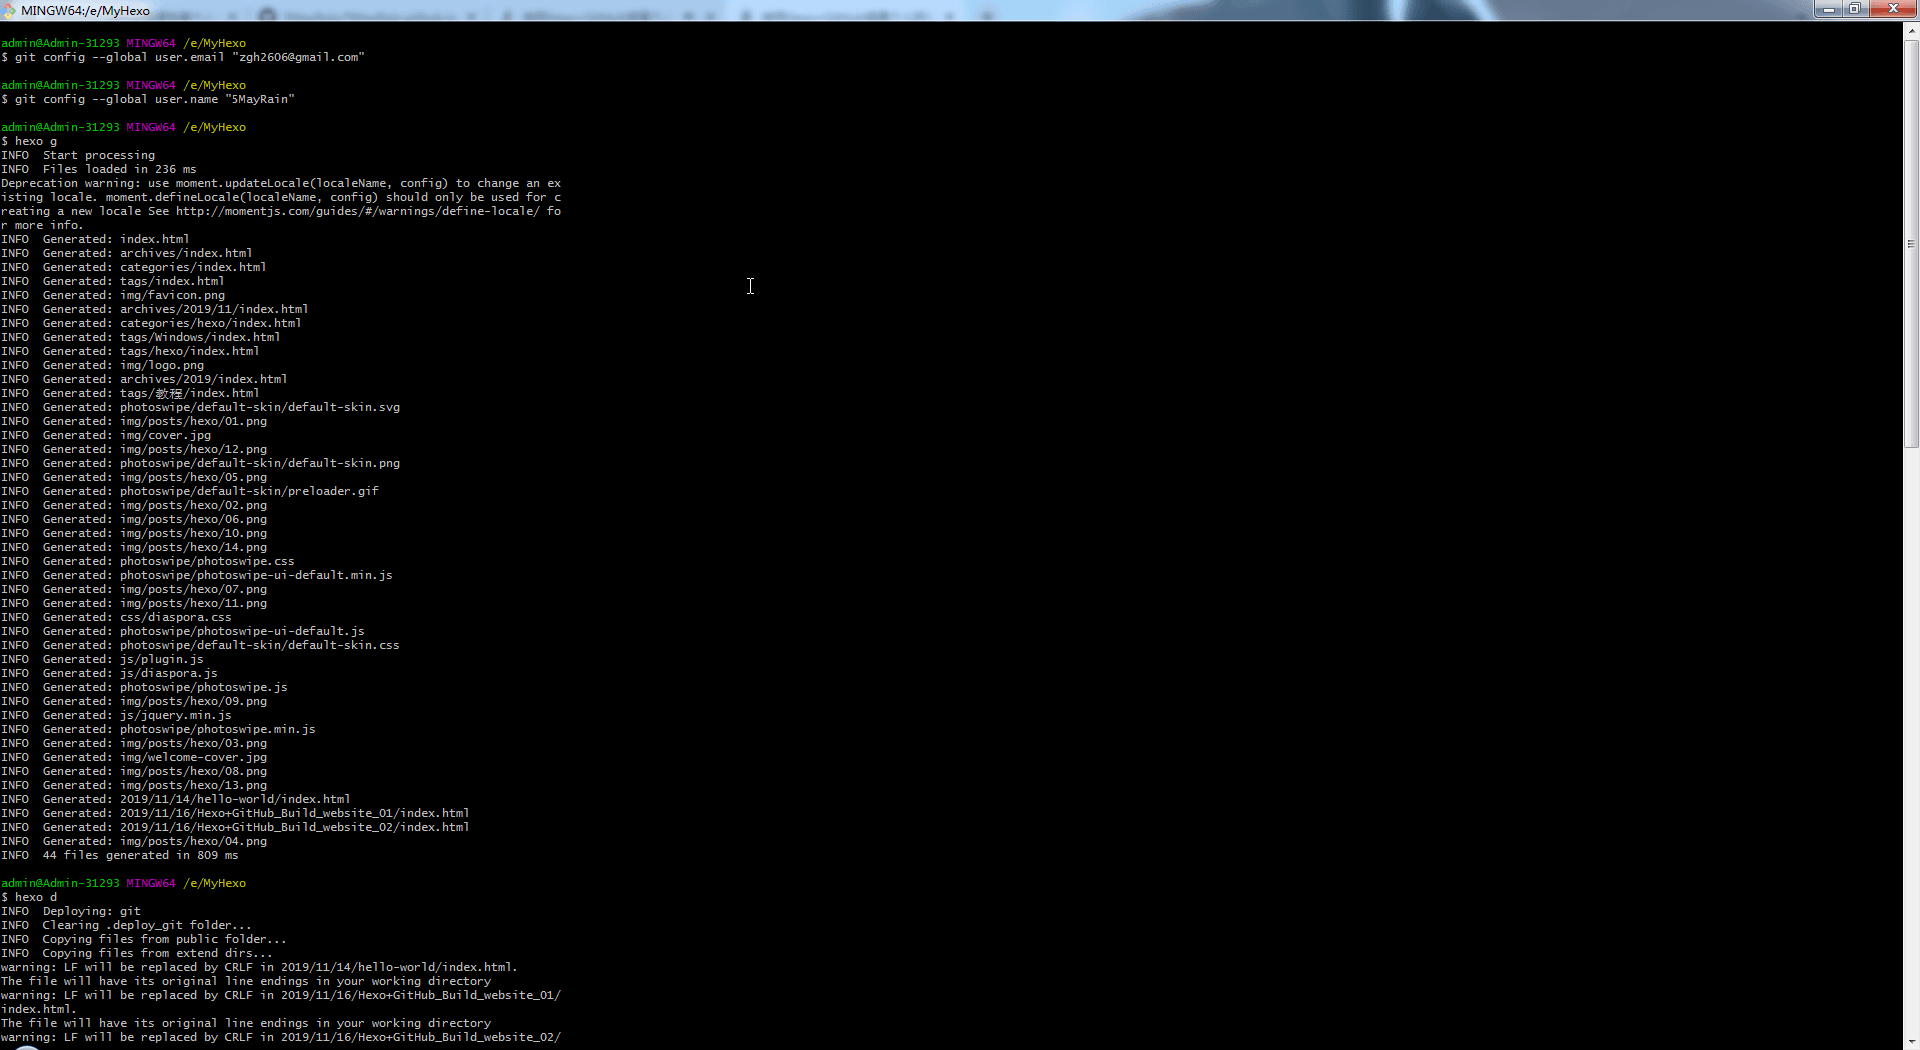 MINGW64:/e/MyHexo
admin@Admin-31293 MINGW64 /e/MyHexo
$ git config --global user.email "zgh2606@gmail.com"
admin@Admin-31293 MINGW64 /e/MyHexo
$ git config --global user.name "5MayRain"
admin@Admin-31293 MINGW64 /e/MyHexo
$ hexo g
INFO  Start processing
INFO  Files loaded in 236 ms
Deprecation warning: use moment.updateLocale(localeName, config) to change an ex
isting locale. moment.defineLocale(localeName, config) should only be used for c
reating a new locale See http://momentjs.com/guides/#/warnings/define-locale/ fo
r more info.
INFO  Generated: index.html
INFO  Generated: archives/index.html
INFO  Generated: categories/index.html
INFO  Generated: tags/index.html
INFO  Generated: img/favicon.png
INFO  Generated: archives/2019/11/index.html
INFO  Generated: categories/hexo/index.html
INFO  Generated: tags/Windows/index.html
INFO  Generated: tags/hexo/index.html
INFO  Generated: img/logo.png
INFO  Generated: archives/2019/index.html
INFO  Generated: tags/教程/index.html
INFO  Generated: photoswipe/default-skin/default-skin.svg
INFO  Generated: img/posts/hexo/01.png
INFO  Generated: img/cover.jpg
INFO  Generated: img/posts/hexo/12.png
INFO  Generated: photoswipe/default-skin/default-skin.png
INFO  Generated: img/posts/hexo/05.png
INFO  Generated: photoswipe/default-skin/preloader.gif
INFO  Generated: img/posts/hexo/02.png
INFO  Generated: img/posts/hexo/06.png
INFO  Generated: img/posts/hexo/10.png
INFO  Generated: img/posts/hexo/14.png
INFO  Generated: photoswipe/photoswipe.css
INFO  Generated: photoswipe/photoswipe-ui-default.min.js
INFO  Generated: img/posts/hexo/07.png
INFO  Generated: img/posts/hexo/11.png
INFO  Generated: css/diaspora.css
INFO  Generated: photoswipe/photoswipe-ui-default.js
INFO  Generated: photoswipe/default-skin/default-skin.css
INFO  Generated: js/plugin.js
INFO  Generated: js/diaspora.js
INFO  Generated: photoswipe/photoswipe.js
INFO  Generated: img/posts/hexo/09.png
INFO  Generated: js/jquery.min.js
INFO  Generated: photoswipe/photoswipe.min.js
INFO  Generated: img/posts/hexo/03.png
INFO  Generated: img/welcome-cover.jpg
INFO  Generated: img/posts/hexo/08.png
INFO  Generated: img/posts/hexo/13.png
INFO  Generated: 2019/11/14/hello-world/index.html
INFO  Generated: 2019/11/16/Hexo+GitHub_Build_website_01/index.html
INFO  Generated: 2019/11/16/Hexo+GitHub_Build_website_02/index.html
INFO  Generated: img/posts/hexo/04.png
INFO  44 files generated in 809 ms
admin@Admin-31293 MINGW64 /e/MyHexo
$ hexo d
INFO  Deploying: git
INFO  Clearing .deploy_git folder...
INFO  Copying files from public folder...
INFO  Copying files from extend dirs...
warning: LF will be replaced by CRLF in 2019/11/14/hello-world/index.html.
The file will have its original line endings in your working directory
warning: LF will be replaced by CRLF in 2019/11/16/Hexo+GitHub_Build_website_01/
index.html.
The file will have its original line endings in your working directory
warning: LF will be replaced by CRLF in 2019/11/16/Hexo+GitHub_Build_website_02/